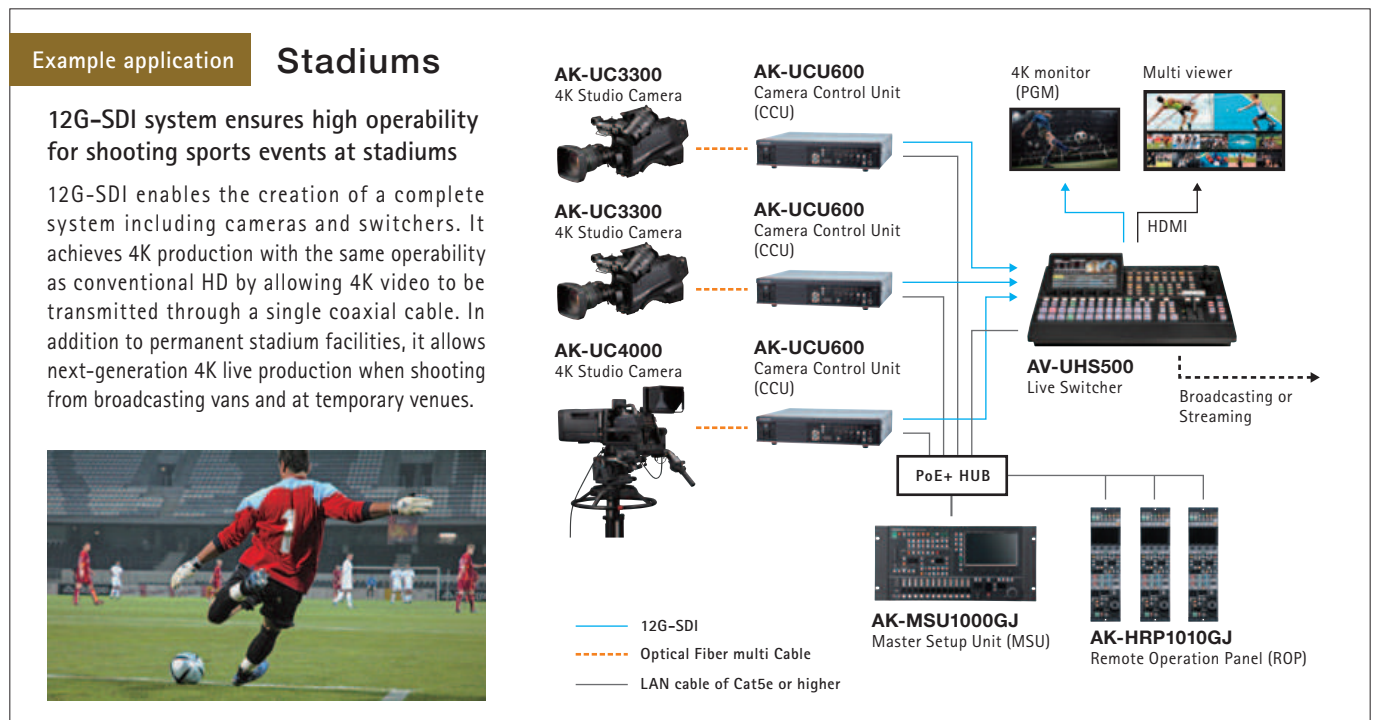 Example application
Stadiums
12G-SDI system ensures high operability
for shooting sports events at stadiums
12G-SDI enables the creation of a complete
system including cameras and switchers. It
achieves 4K production with the same operability
as conventional HD by allowing 4K video to be
transmitted through a single coaxial cable. In
addition to permanent stadium facilities, it allows
next-generation 4K live production when shooting
from broadcasting vans and at temporary venues.
1
AK-UC3300
4K Studio Camera
AK-UCU600
Camera Control Unit
(CCU)
AK-UC3300
4K Studio Camera
AK-UCU600
Camera Control Unit
(CCU)
AK-UC4000
4K Studio Camera
AK-UCU600
Camera Control Unit
(CCU)
4K monitor
(PGM)
Multi viewer
HDMI
AV-UHS500
Live Switcher
Broadcasting or
Streaming
PoE+ HUB
AK-MSU1000GJ
Master Setup Unit (MSU)
AK-HRP1010GJ
Remote Operation Panel (ROP)
12G-SDI
Optical Fiber multi Cable
LAN cable of Cat5e or higher